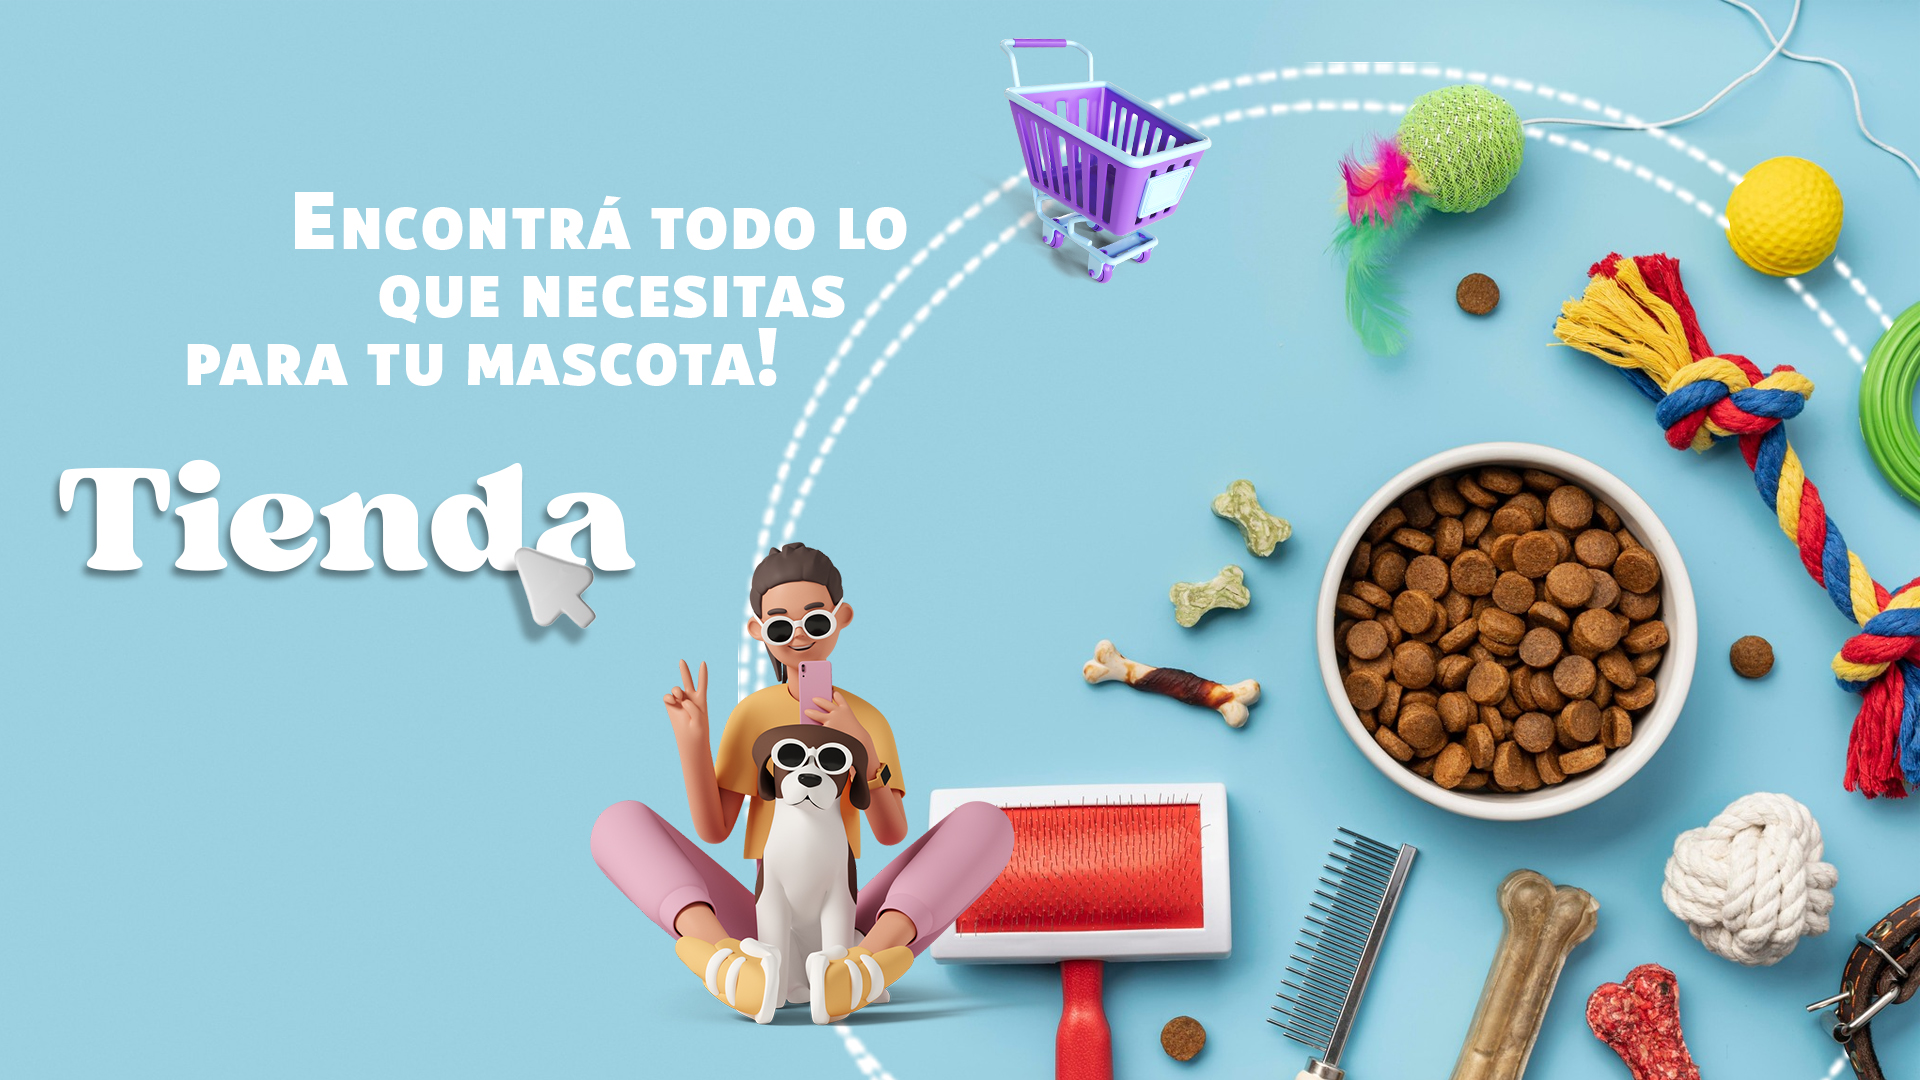 Encontrá todo lo
que necesitas
para tu mascota!
Tienda